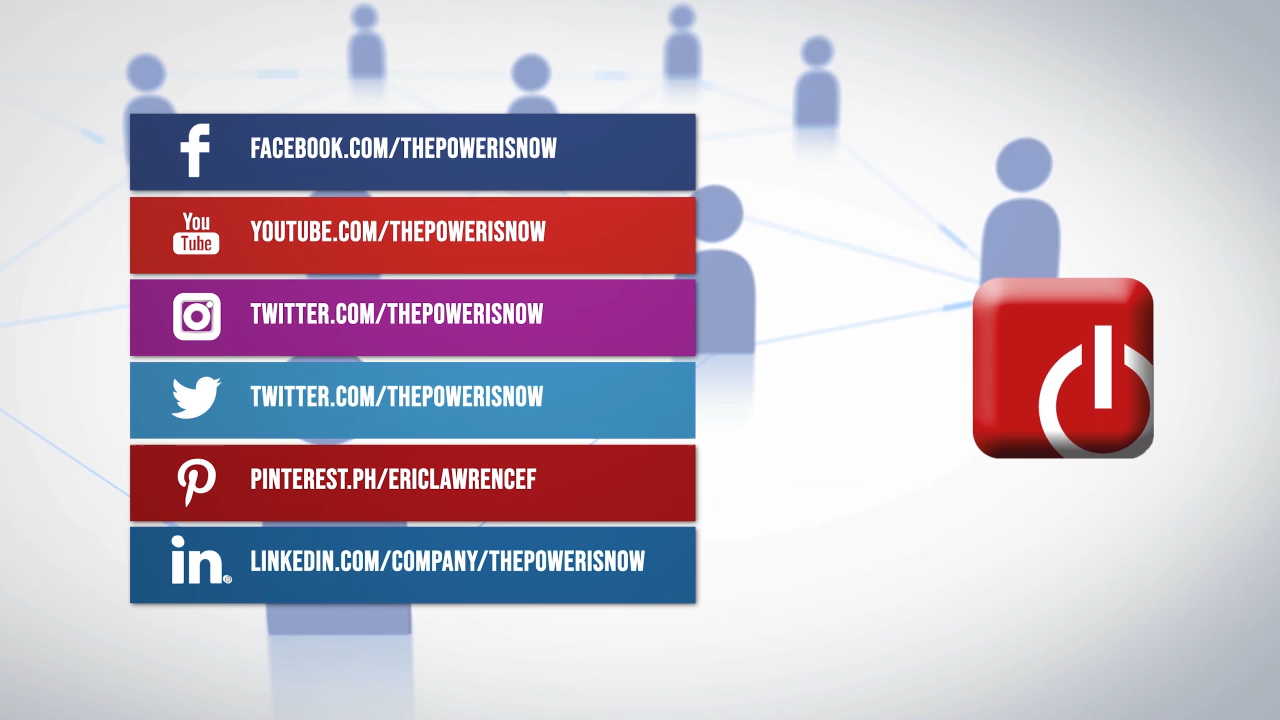 f FACEBOOK.COM/THEPOWERISNOW
You
Tube YOUTUBE.COM/THEPOWERISNOW
TWITTER.COM/THEPOWERISNOW
TWITTER.COM/THEPOWERISNOW
PINTEREST.PH/ERICLAWRENCEF
in LINKEDIN.COM/COMPANY/THEPOWERISNOW